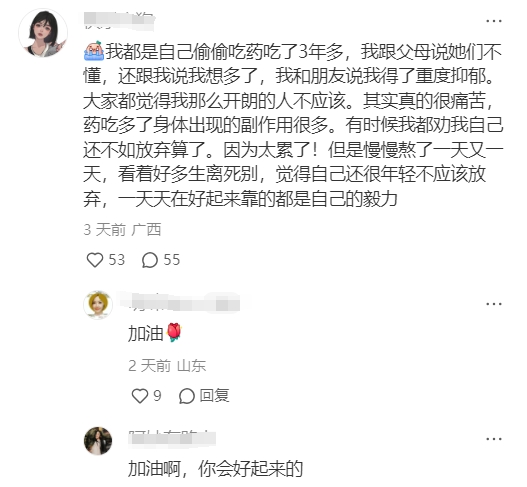 我都是自己偷偷吃药吃了3年多，我跟父母说她们不
懂，还跟我说我想多了，我和朋友说我得了重度抑郁。
大家都觉得我那么开朗的人不应该。其实真的很痛苦，
药吃多了身体出现的副作用很多。有时候我都劝我自己
还不如放弃算了。因为太累了！但是慢慢熬了一天又一
天，看着好多生离死别，觉得自己还很年轻不应该放
弃，一天天在好起来靠的都是自己的毅力
3 天前 广西
53 55
加油🌹
2 天前 山东
9 回复
加油啊，你会好起来的